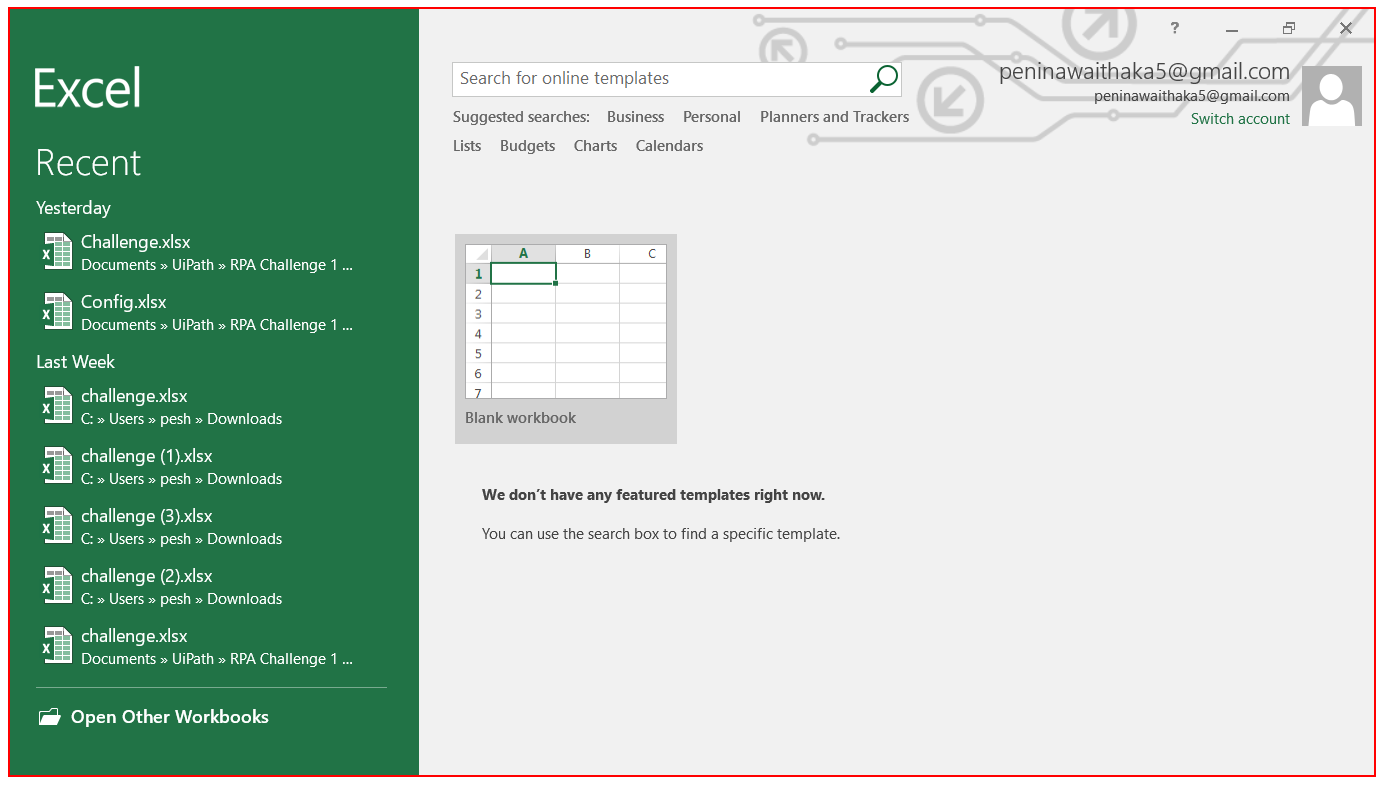 Excel
Recent
Yesterday
Challenge.xlsx
Documents » UiPath » RPA Challenge 1 ...
Config.xlsx
Documents » UiPath » RPA Challenge 1 ...
Last Week
challenge.xlsx
C: » Users » pesh » Downloads
challenge (1).xlsx
C: » Users » pesh » Downloads
challenge (3).xlsx
C: » Users » pesh » Downloads
challenge (2).xlsx
C: » Users » pesh » Downloads
challenge.xlsx
Documents » UiPath » RPA Challenge 1 ...
Open Other Workbooks
?
peninawaithaka5@gmail.com
peninawaithaka5@gmail.com
Switch account
Search for online templates
Suggested searches: Business Personal Planners and Trackers
Lists Budgets Charts Calendars
A B C
1
2
3
4
5
6
7
Blank workbook
We don't have any featured templates right now.
You can use the search box to find a specific template.